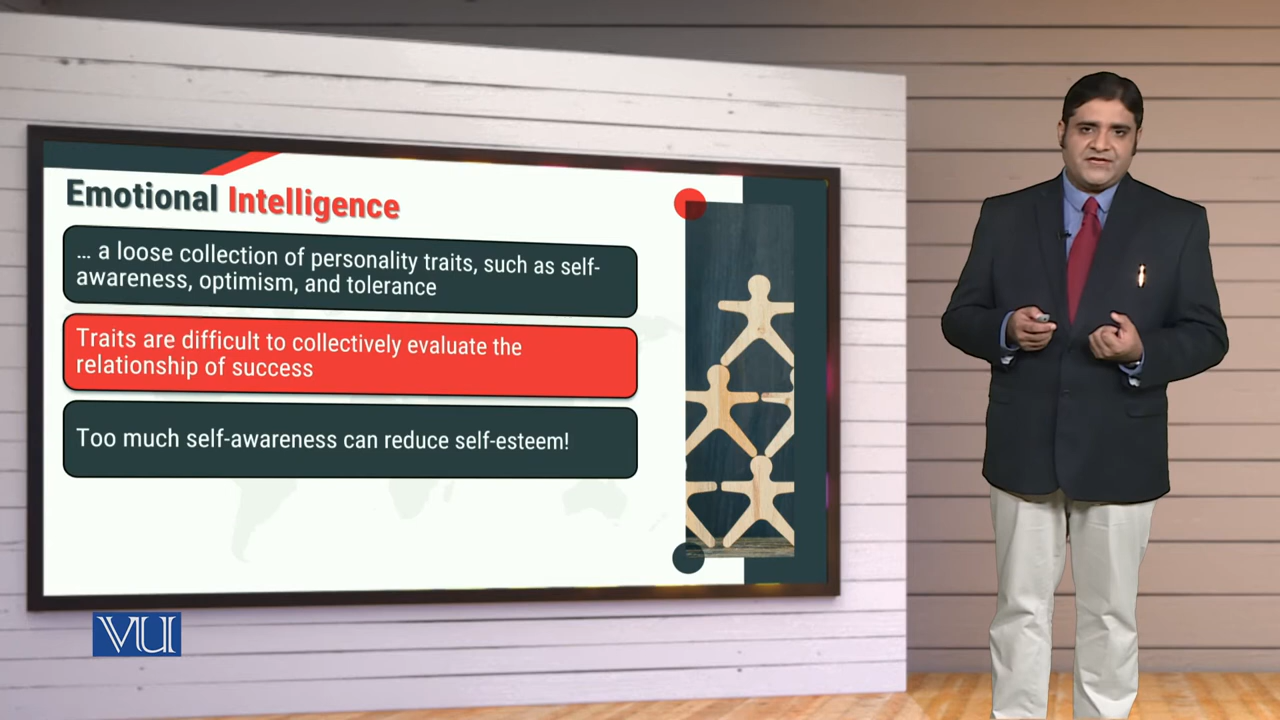 Emotional Intelligence
... a loose collection of personality traits, such as self-
awareness, optimism, and tolerance
Traits are difficult to collectively evaluate the
relationship of success
Too much self-awareness can reduce self-esteem!
VU